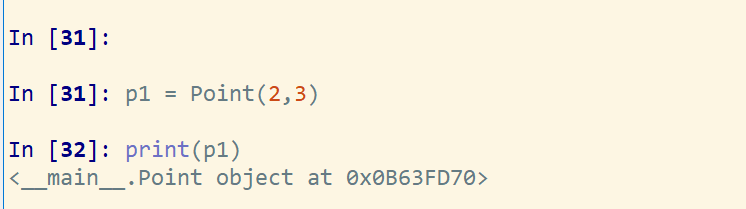 In [31]:
In [31]: p1 = Point(2,3)
In [32]: print(p1)
<__main__.Point object at 0x0B63FD70>